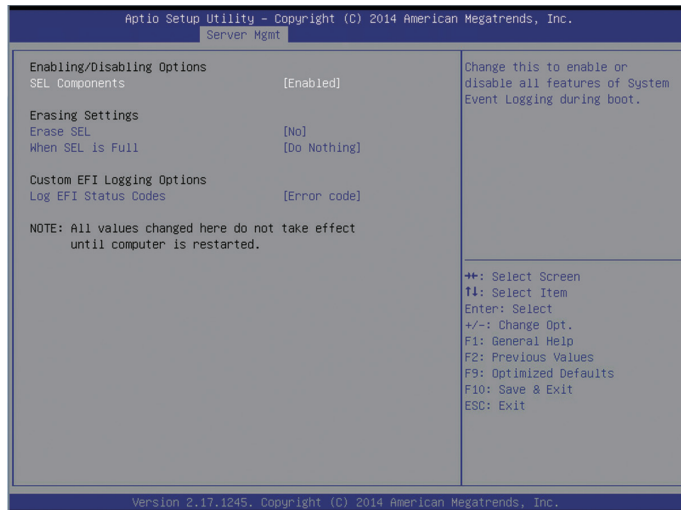 Aptio Setup Utility – Copyright (C) 2014 American Megatrends, Inc.
Server Mgmt
Enabling/Disabling Options
SEL Components [Enabled]
Erasing Settings
Erase SEL [No]
When SEL is Full [Do Nothing]
Custom EFI Logging Options
Log EFI Status Codes [Error code]
NOTE: All values changed here do not take effect
until computer is restarted.
Change this to enable or
disable all features of System
Event Logging during boot.
→←: Select Screen
↑↓: Select Item
Enter: Select
+/-: Change Opt.
F1: General Help
F2: Previous Values
F9: Optimized Defaults
F10: Save & Exit
ESC: Exit
Version 2.17.1245. Copyright (C) 2014 American Megatrends, Inc.